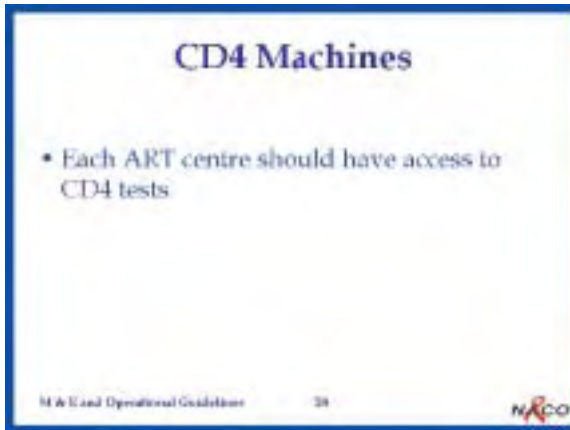 CD4 Machines
• Each ART centre should have access to
CD4 tests
M & E and Operational Guidelines
NACO